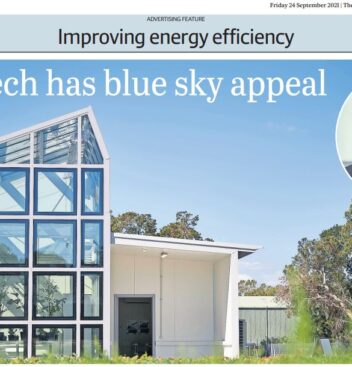 Friday 24 September 2021 | The
ADVERTISING FEATURE
Improving energy efficiency
ech has blue sky appeal